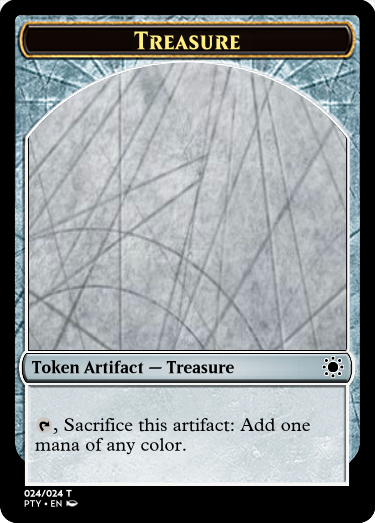 TREASURE
Token Artifact — Treasure
, Sacrifice this artifact: Add one
mana of any color.
024/024 T
PTY • EN